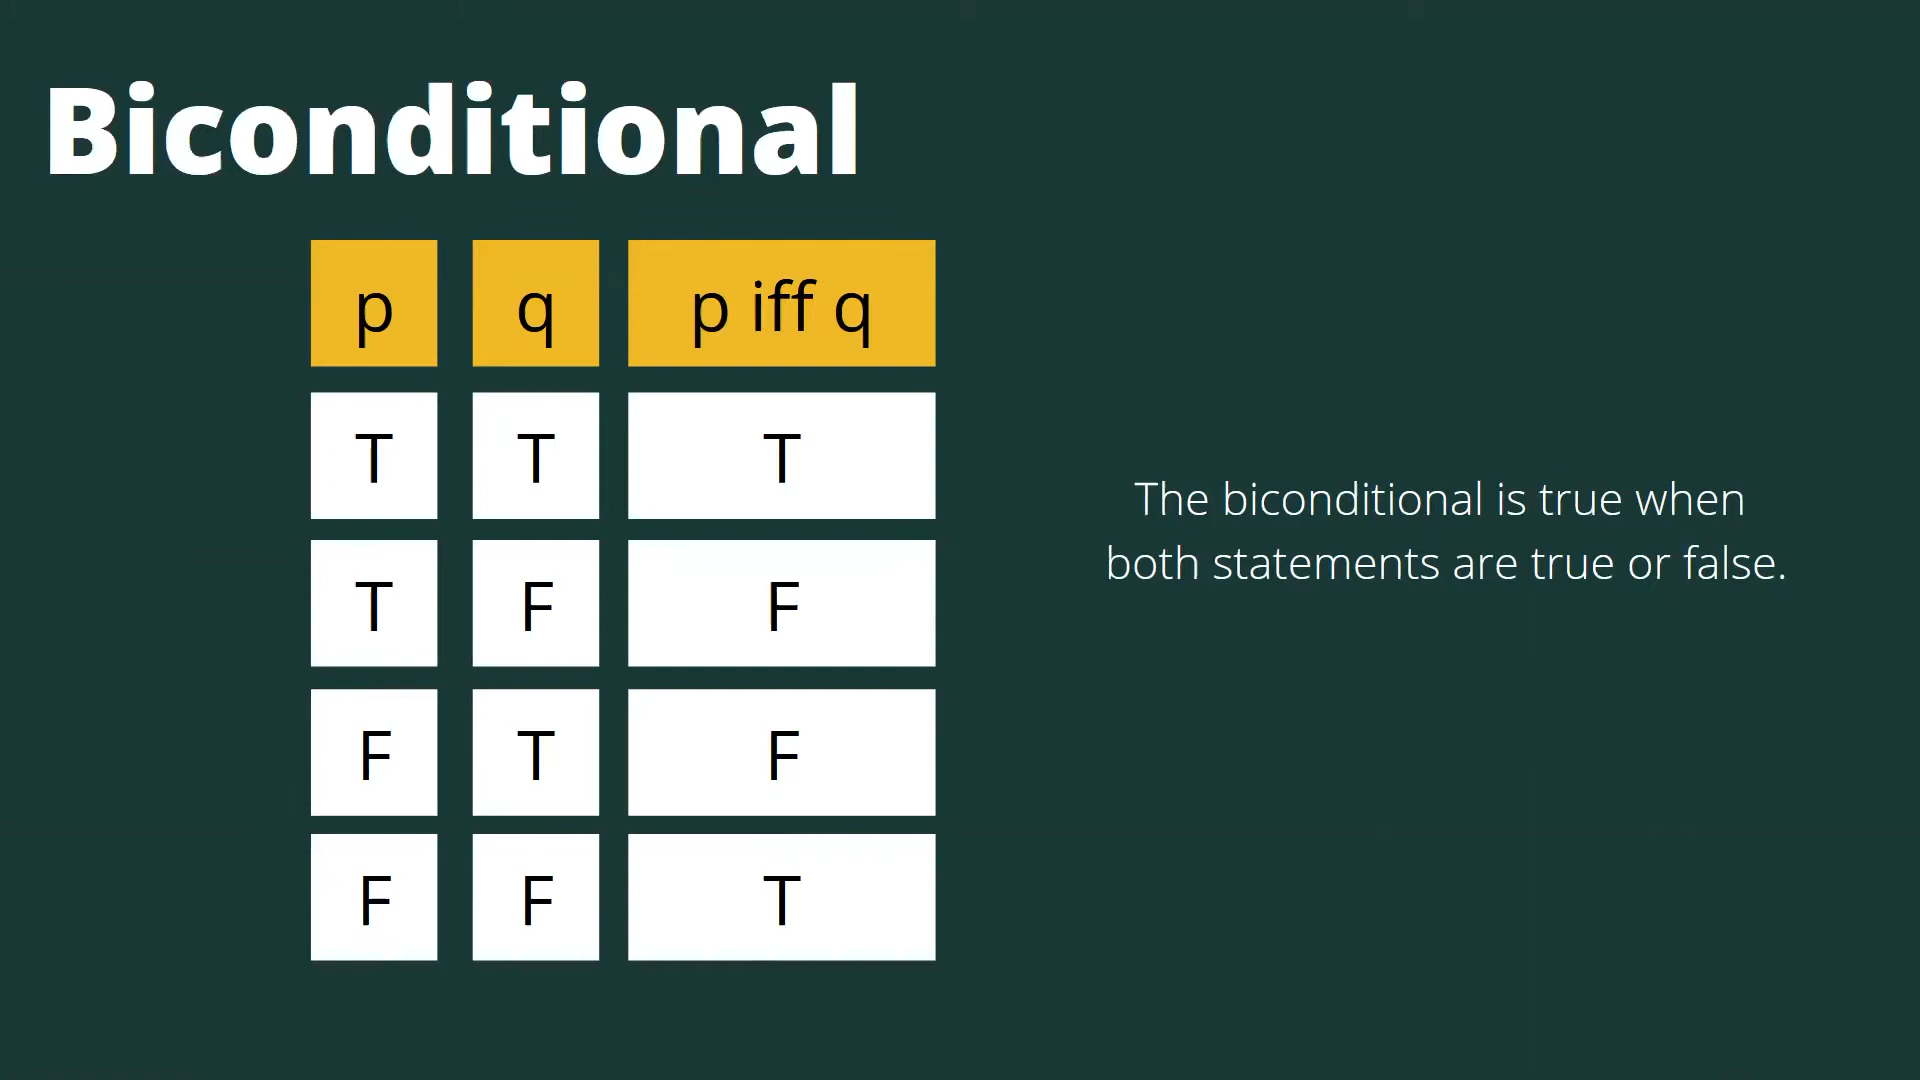 Biconditional
p q p iff q
T T T
T F F
F T F
F F T
The biconditional is true when
both statements are true or false.